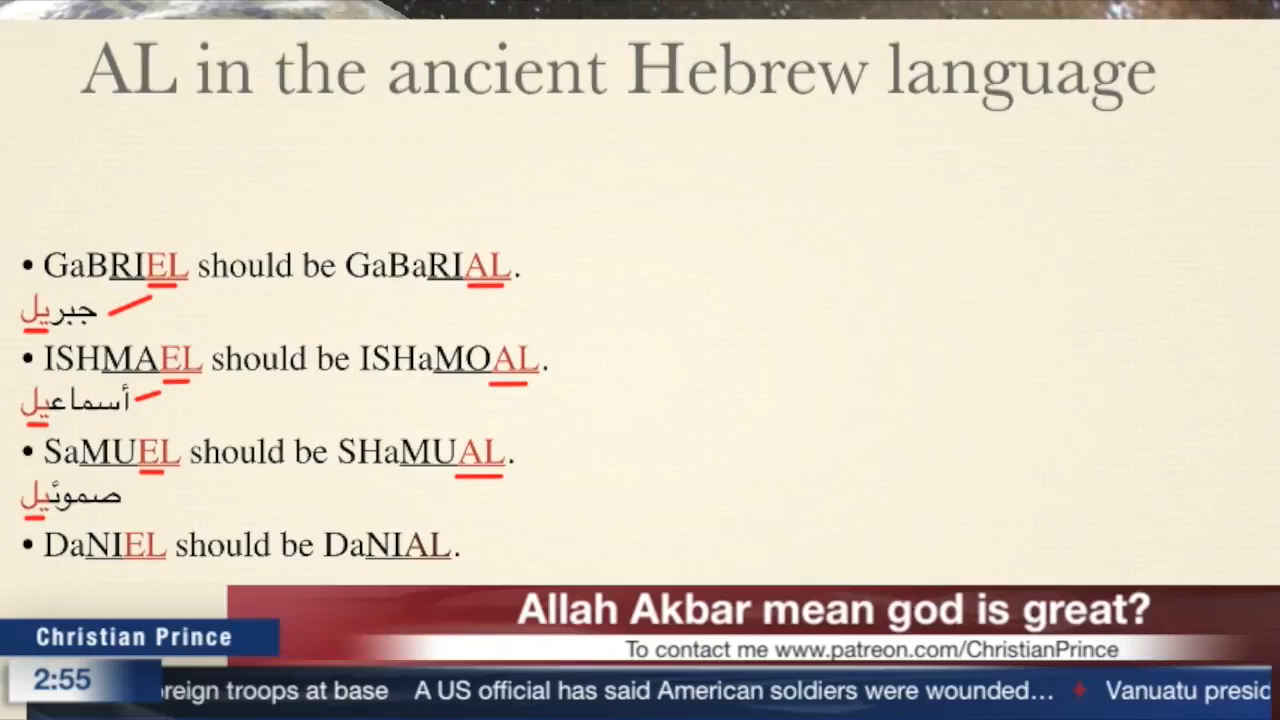 AL in the ancient Hebrew language
• GaBRIEL should be GaBaRIAL.
جبريل
• ISHMAEL should be ISHaMOAL.
أسماعيل
• SaMUEL should be SHaMUAL.
صموئيل
• DaNIEL should be DaNIAL.
Allah Akbar mean god is great?
Christian Prince
To contact me www.patreon.com/ChristianPrince
2:55
oreign troops at base A US official has said American soldiers were wounded... Vanuatu presic